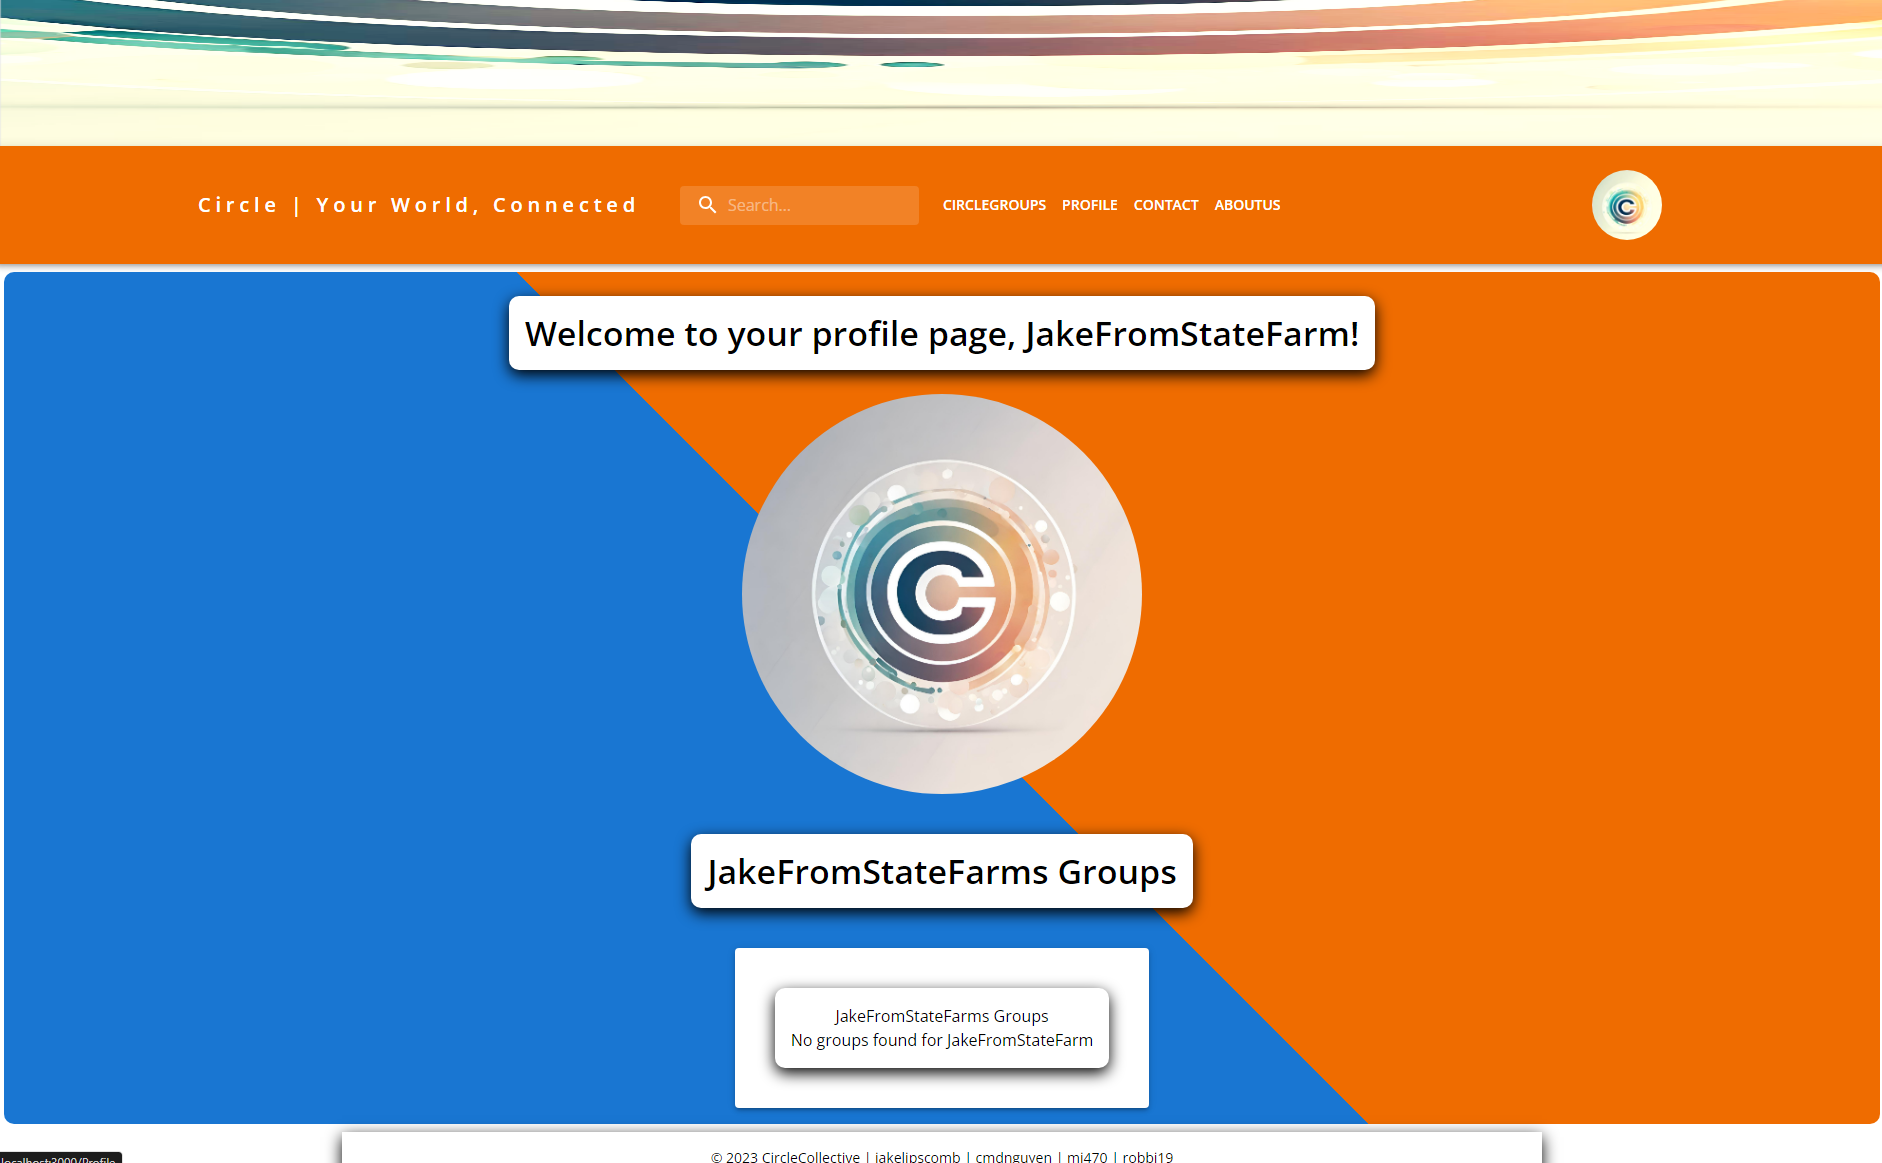 Circle | Your World, Connected
Search...
CIRCLEGROUPS PROFILE CONTACT ABOUTUS
C
Welcome to your profile page, JakeFromStateFarm!
C
JakeFromStateFarms Groups
JakeFromStateFarms Groups
No groups found for JakeFromStateFarm
© 2023 CircleCollective | jakelipscomb | cmdnguyen | mj470 | robbi19
localhost:3000/Profile